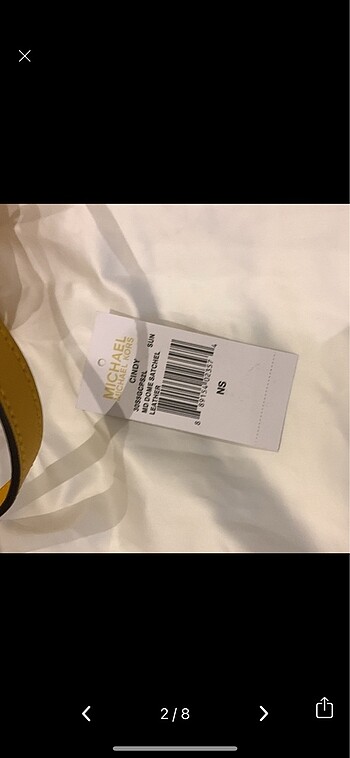 MICHAEL
MICHAEL KORS
CINDY SUN
MD DOME SATCHEL
LEATHER
NS
2/8